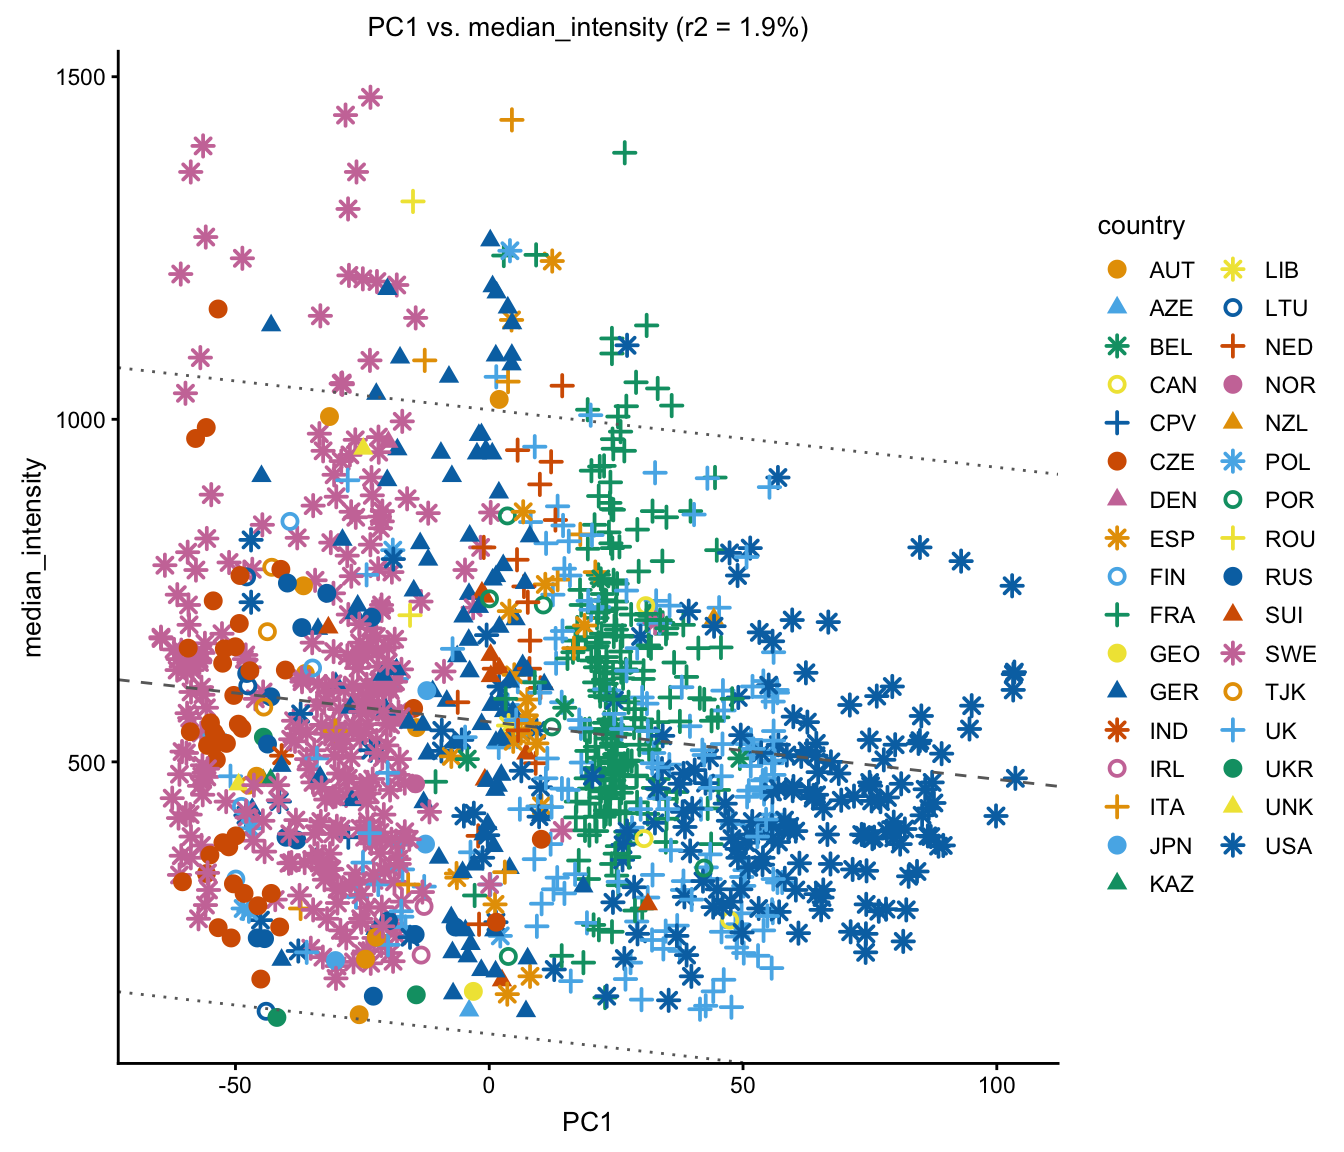 PC1 vs. median_intensity (r2 = 1.9%)
1500
1000
500
median_intensity
-50
0
50
100
PC1
country
AUT
AZE
BEL
CAN
CPV
CZE
DEN
ESP
FIN
FRA
GEO
GER
IND
IRL
ITA
JPN
KAZ
LIB
LTU
NED
NOR
NZL
POL
POR
ROU
RUS
SUI
SWE
TJK
UK
UKR
UNK
USA